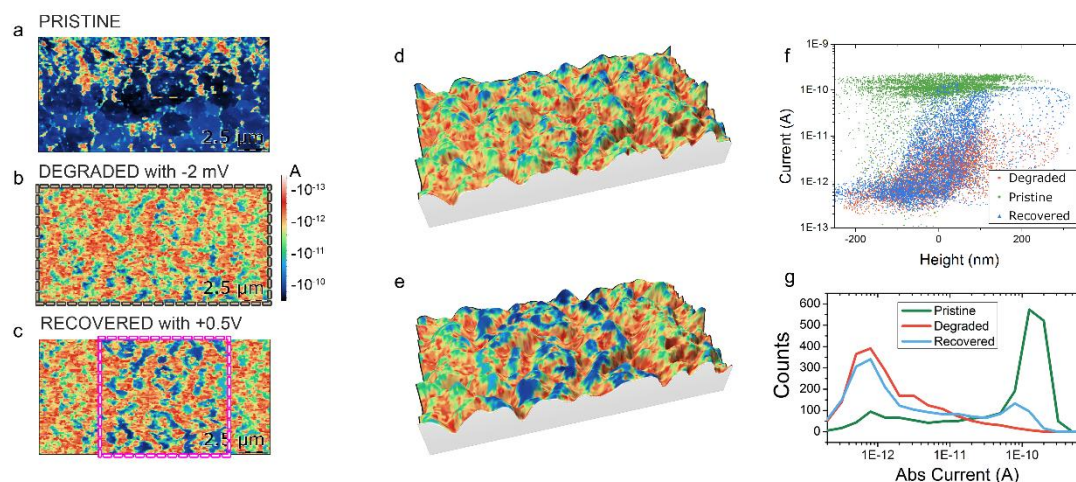 PRISTINE
a
2.5 µm
DEGRADED with -2 mV
b
A
-10⁻¹³
-10⁻¹²
-10⁻¹¹
-10⁻¹⁰
2.5 µm
RECOVERED with +0.5V
c
2.5 µm
d
e
f
1E-9
1E-10
1E-11
1E-12
1E-13
Current (A)
Degraded
Pristine
Recovered
-200
0
200
Height (nm)
g
600
500
400
300
200
100
0
Counts
Pristine
Degraded
Recovered
1E-12
1E-11
1E-10
Abs Current (A)